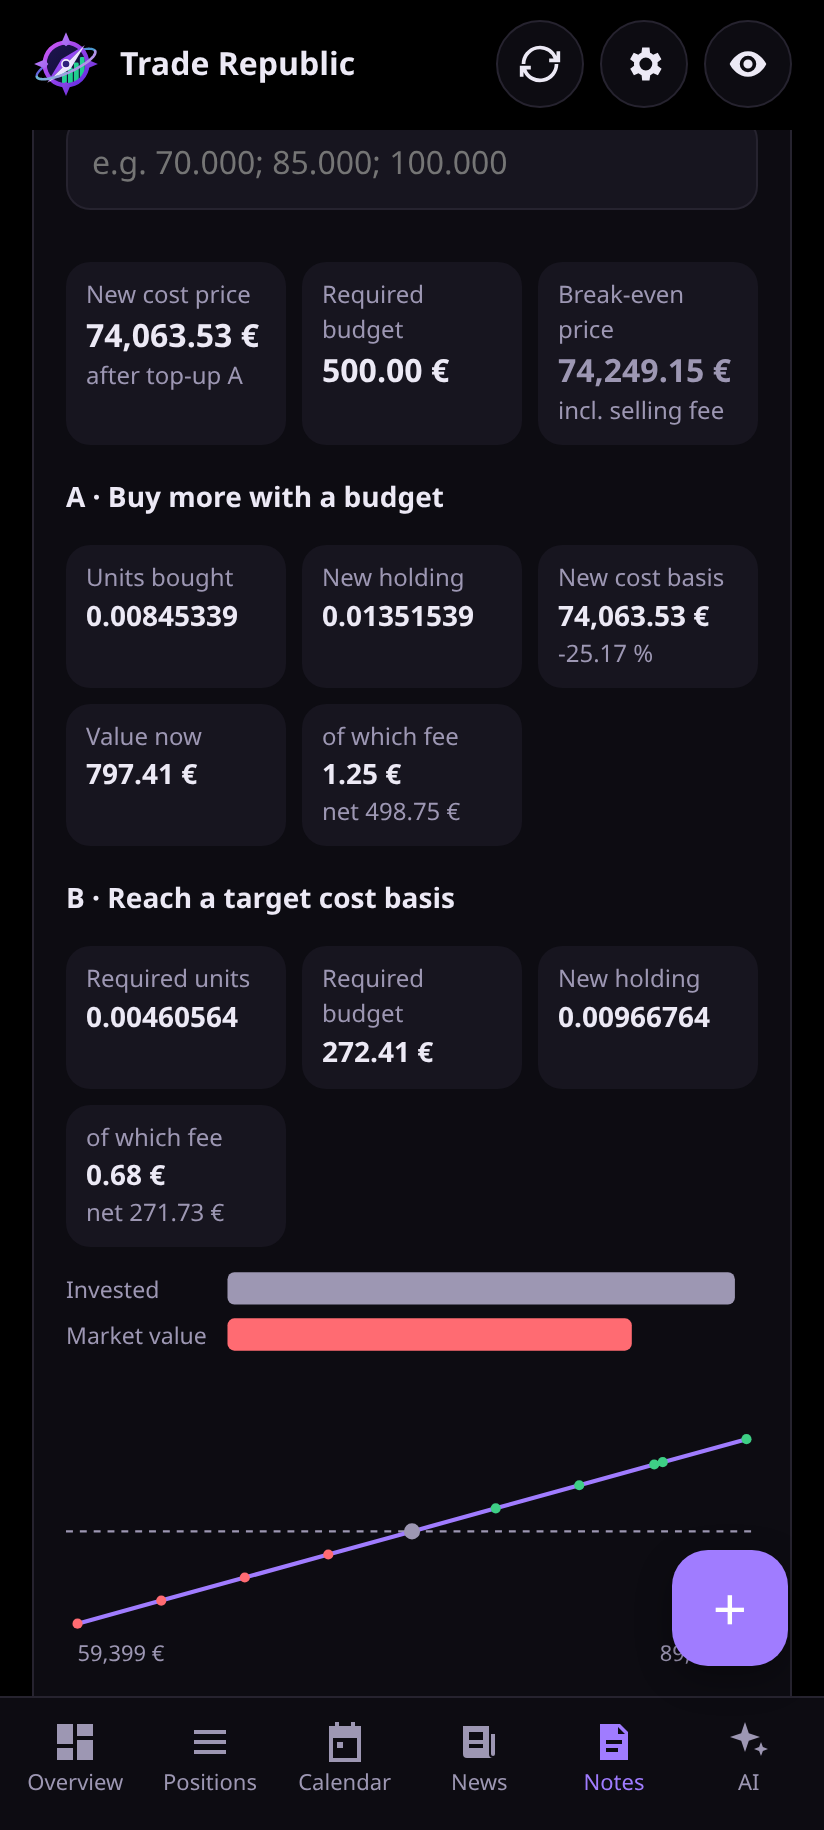 Trade Republic
e.g. 70.000; 85.000; 100.000
New cost price
74,063.53 €
after top-up A
Required
budget
500.00 €
Break-even
price
74,249.15 €
incl. selling fee
A · Buy more with a budget
Units bought
0.00845339
New holding
0.01351539
New cost basis
74,063.53 €
-25.17 %
Value now
797.41 €
of which fee
1.25 €
net 498.75 €
B · Reach a target cost basis
Required units
0.00460564
Required
budget
272.41 €
New holding
0.00966764
of which fee
0.68 €
net 271.73 €
Invested
Market value
59,399 €
Overview
Positions
Calendar
News
Notes
AI